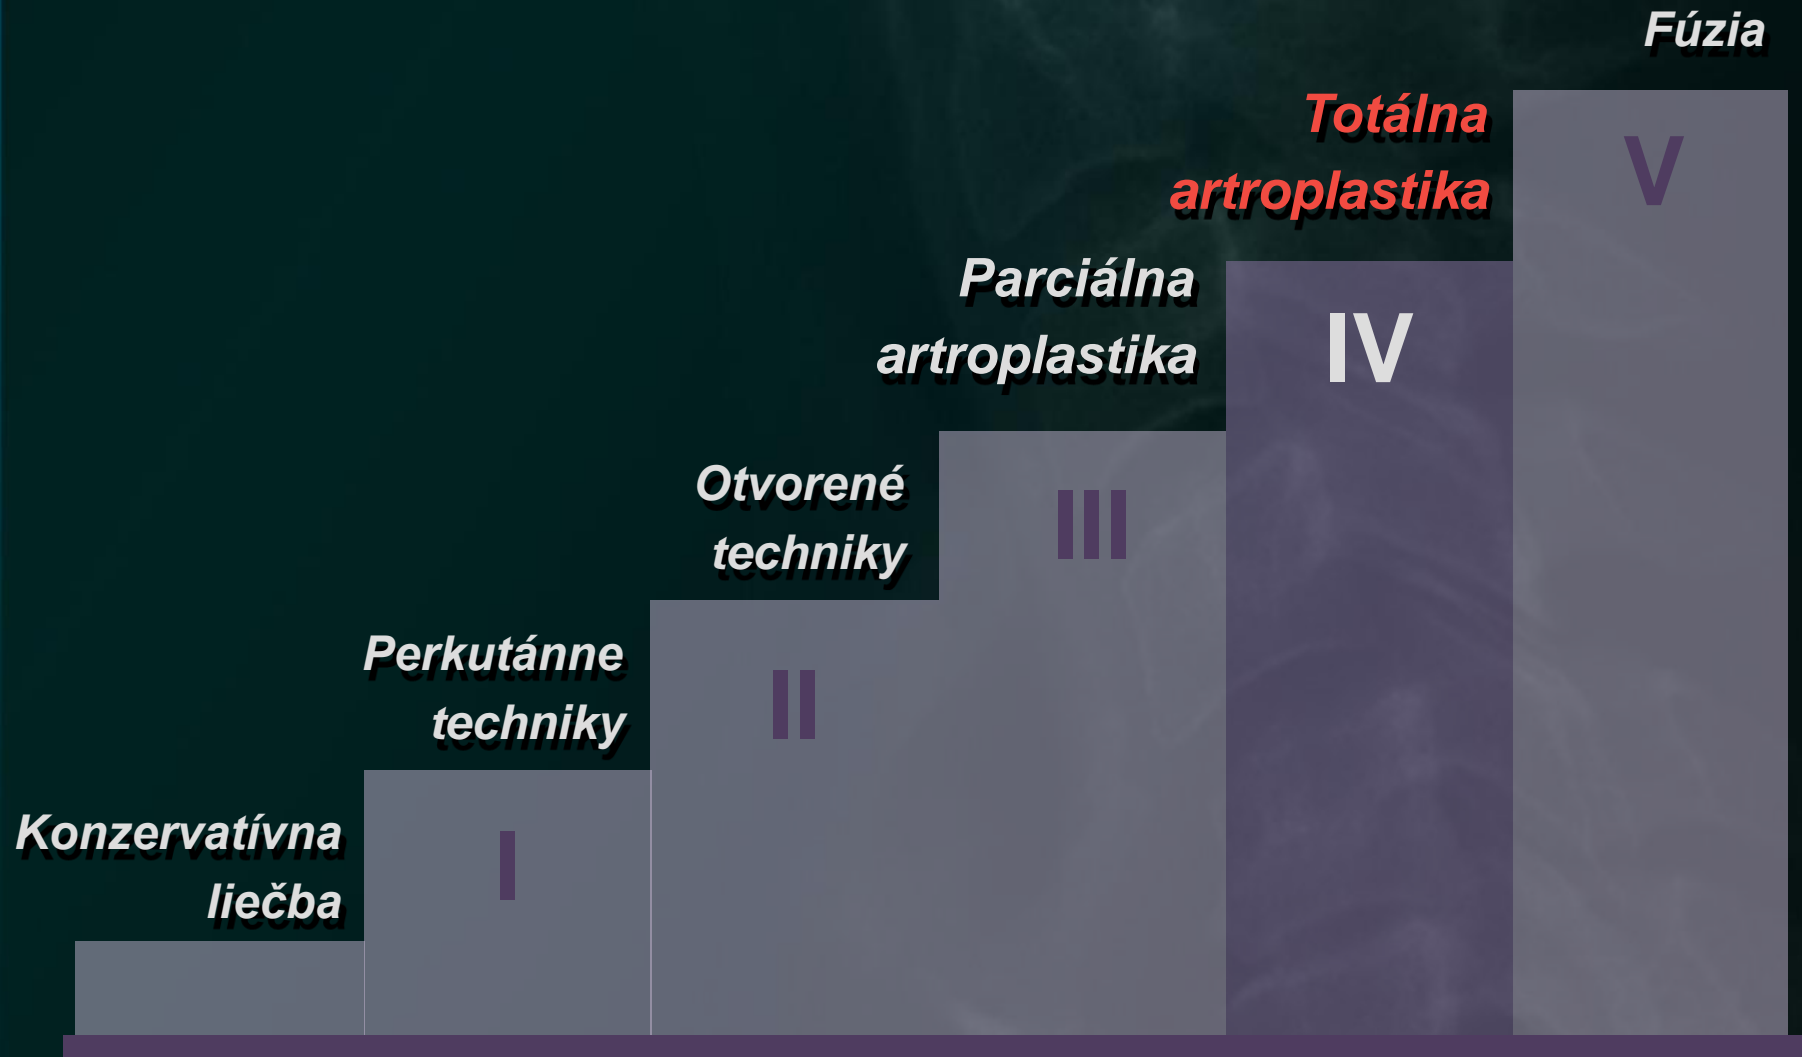 Fúzia
Totálna
artroplastika
V
Parciálna
artroplastika
IV
Otvorené
techniky
III
Perkutánne
techniky
II
Konzervatívna
liečba
I